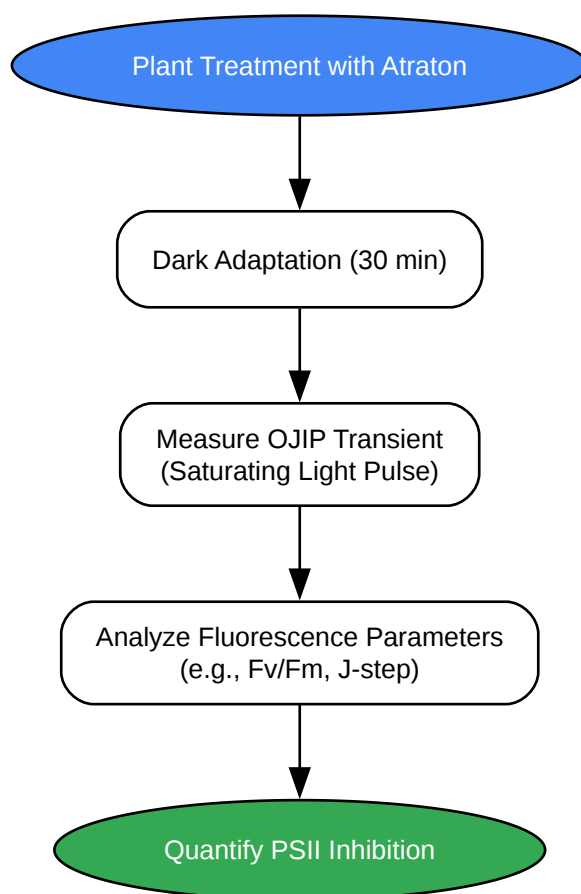 Plant Treatment with Atraton
Dark Adaptation (30 min)
Measure OJIP Transient
(Saturating Light Pulse)
Analyze Fluorescence Parameters
(e.g., Fv/Fm, J-step)
Quantify PSII Inhibition